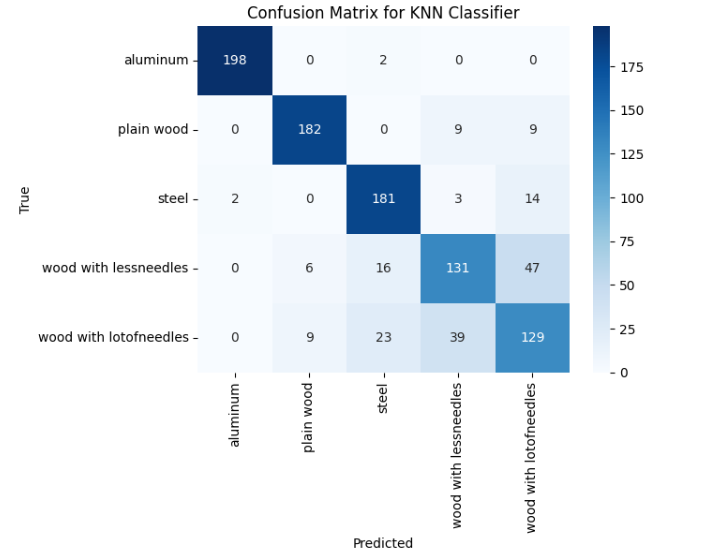 Confusion Matrix for KNN Classifier
True
aluminum 198 0 2 0 0
plain wood 0 182 0 9 9
steel 2 0 181 3 14
wood with lessneedles 0 6 16 131 47
wood with lotofneedles 0 9 23 39 129
aluminum
plain wood
steel
wood with lessneedles
wood with lotofneedles
Predicted
175
150
125
100
75
50
25
0